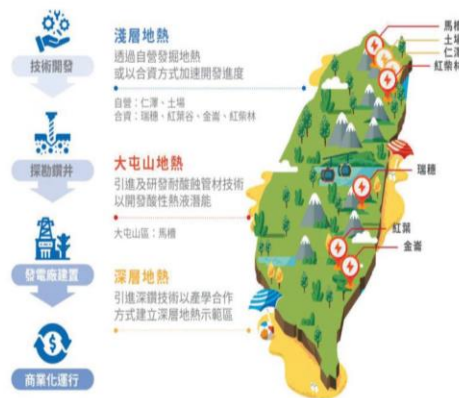 技術開發
探勘鑽井
發電廠建置
商業化運行
淺層地熱
透過自營發掘地熱
或以合資方式加速開發進度
自營：仁澤、土場
合資：瑞穗、紅葉谷、金崙、紅柴林
大屯山地熱
引進及研發耐酸蝕管材技術
以開發酸性熱液潛能
大屯山區：馬槽
深層地熱
引進深鑽技術以產學合作
方式建立深層地熱示範區
馬槽
土場
仁澤
紅柴林
瑞穗
紅葉
金崙